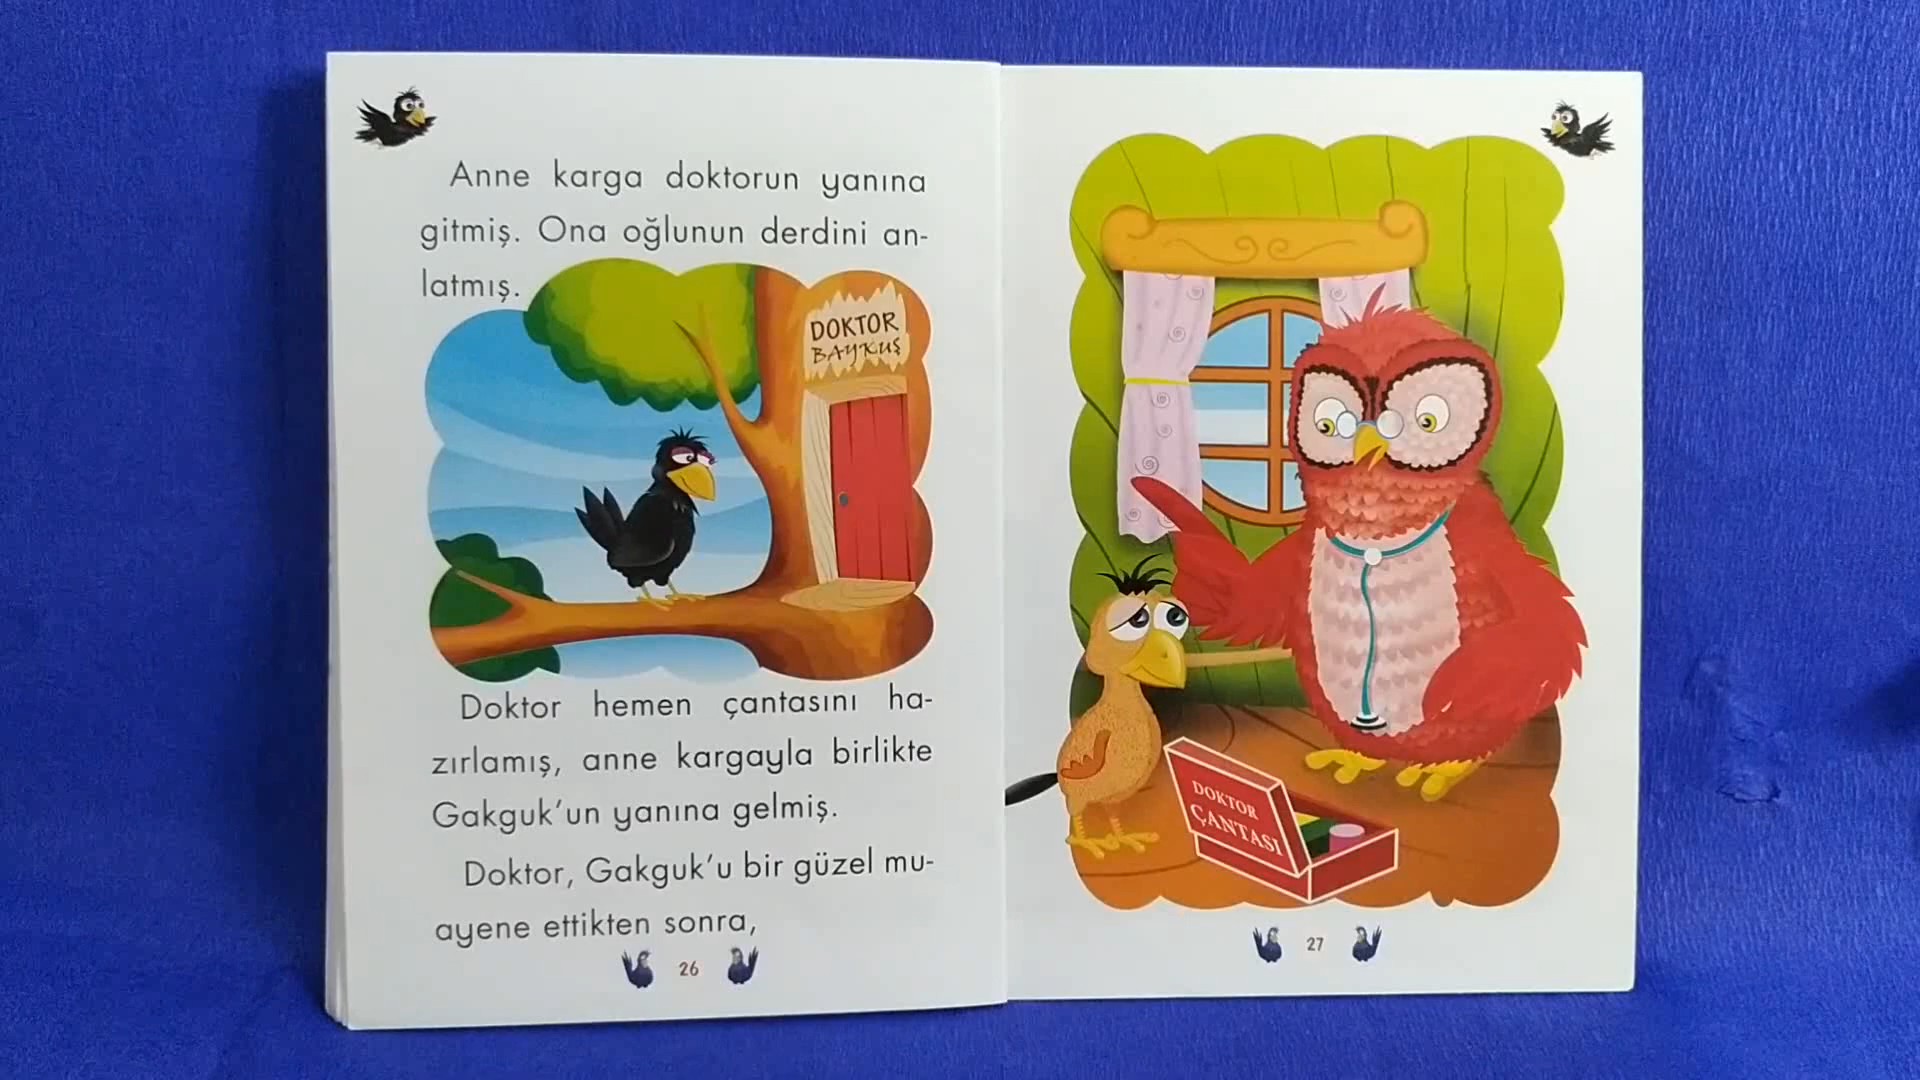 Anne karga doktorun yanına
gitmiş. Ona oğlunun derdini an-
latmış.
DOKTOR
BAYKUŞ
Doktor hemen çantasını ha-
zırlamış, anne kargayla birlikte
Gakguk'un yanına gelmiş.
Doktor, Gakguk'u bir güzel mu-
ayene ettikten sonra,
26
DOKTOR
ÇANTASI
27